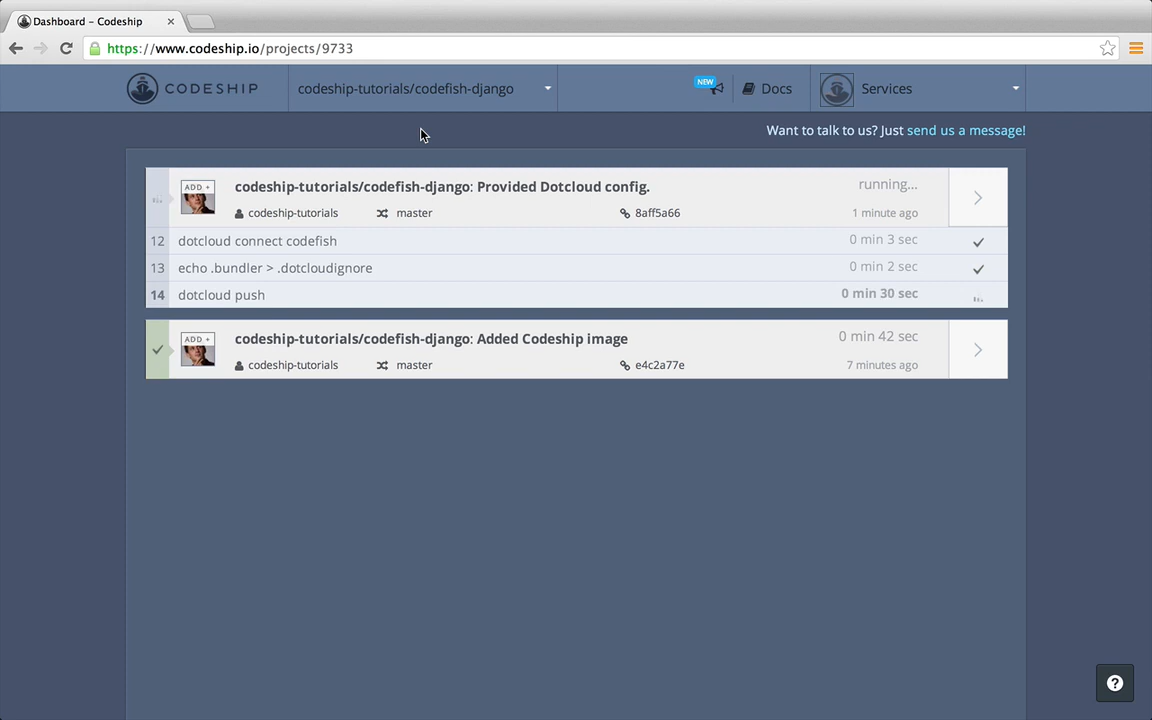 Dashboard – Codeship
https://www.codeship.io/projects/9733
CODESHIP
codeship-tutorials/codefish-django
NEW
Docs
Services
Want to talk to us? Just send us a message!
ADD +
codeship-tutorials/codefish-django: Provided Dotcloud config.
running...
codeship-tutorials
master
8aff5a66
1 minute ago
12 dotcloud connect codefish 0 min 3 sec
13 echo .bundler > .dotcloudignore 0 min 2 sec
14 dotcloud push 0 min 30 sec
ADD +
codeship-tutorials/codefish-django: Added Codeship image
0 min 42 sec
codeship-tutorials
master
e4c2a77e
7 minutes ago
?